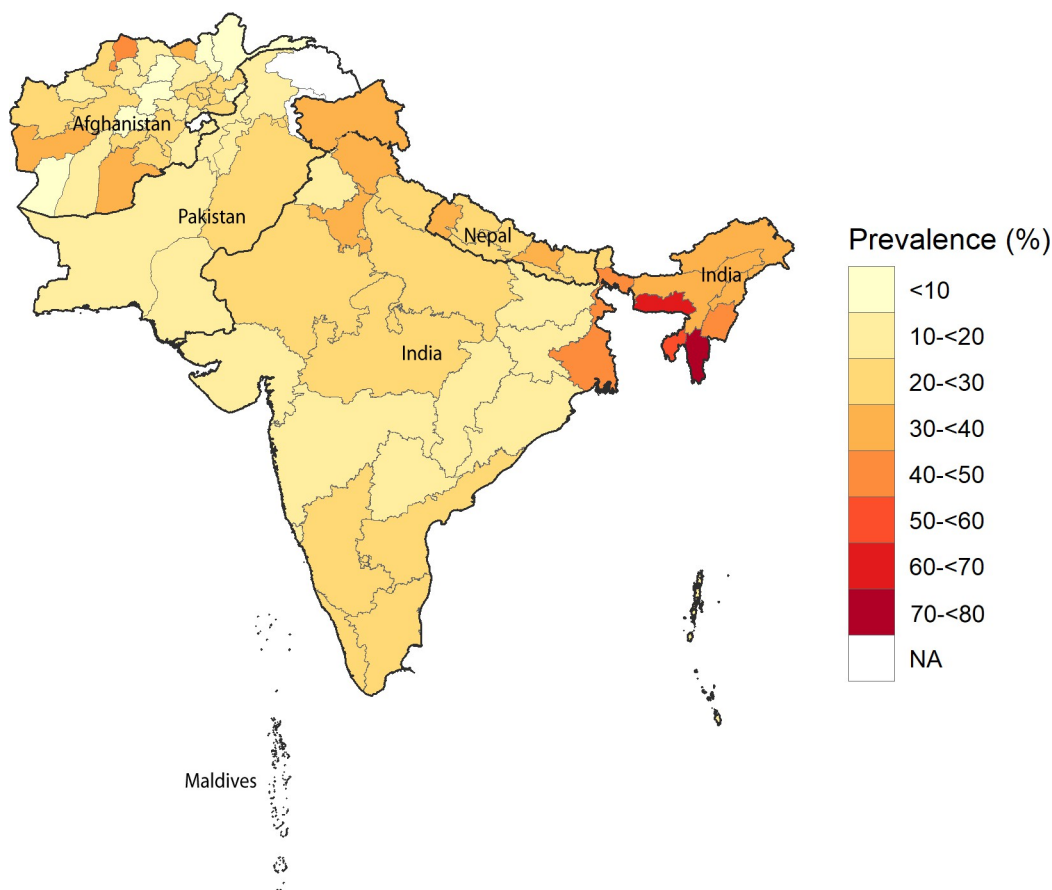 Afghanistan
Pakistan
Nepal
India
India
Maldives
Prevalence (%)
<10
10-<20
20-<30
30-<40
40-<50
50-<60
60-<70
70-<80
NA